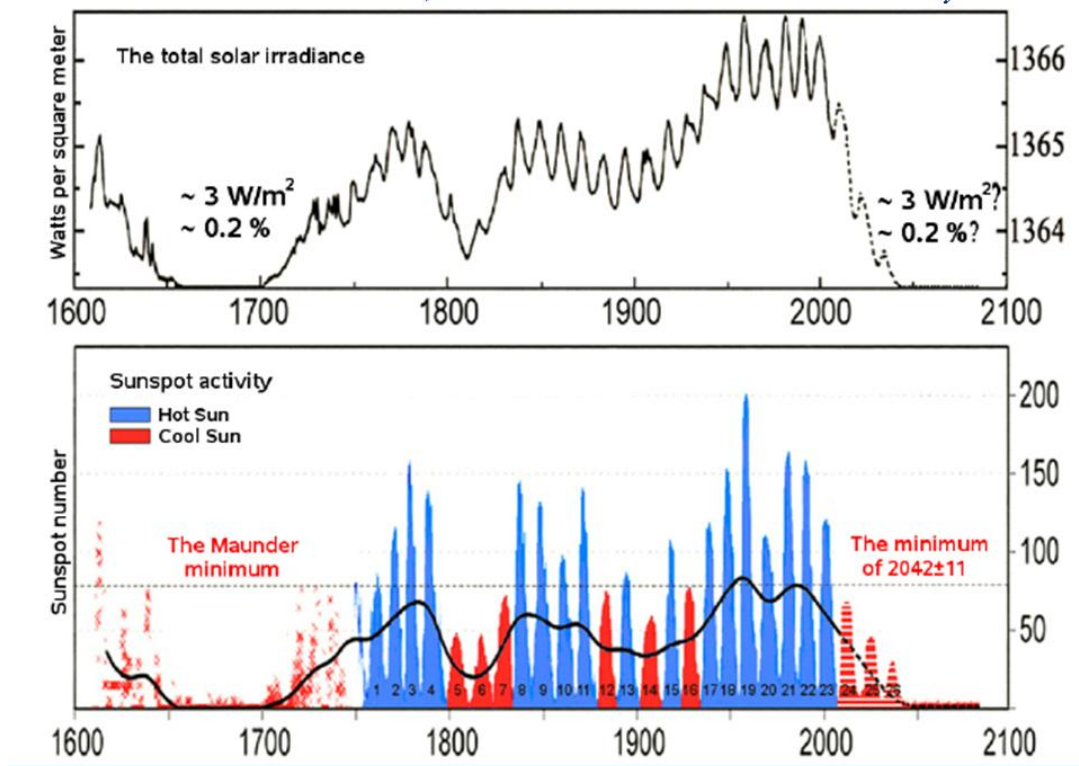 The total solar irradiance
Watts per square meter
~ 3 W/m²
~ 0.2 %
~ 3 W/m²?
~ 0.2 %?
1366
1365
1364
1600 1700 1800 1900 2000 2100
Sunspot activity
Hot Sun
Cool Sun
Sunspot number
The Maunder
minimum
The minimum
of 2042±11
200
150
100
50
1 2 3 4 5 6 7 8 9 10 11 12 13 14 15 16 17 18 19 20 21 22 23 24 25 26
1600 1700 1800 1900 2000 2100